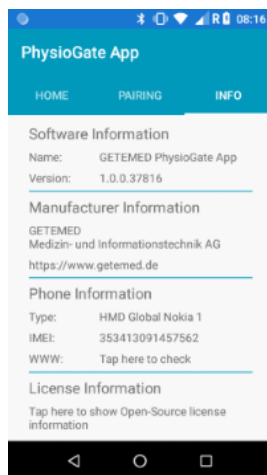 R 08:16
PhysioGate App
HOME PAIRING INFO
Software Information
Name: GETEMED PhysioGate App
Version: 1.0.0.37816
Manufacturer Information
GETEMED
Medizin- und Informationstechnik AG
https://www.getemed.de
Phone Information
Type: HMD Global Nokia 1
IMEI: 353413091457562
WWW: Tap here to check
License Information
Tap here to show Open-Source license
information